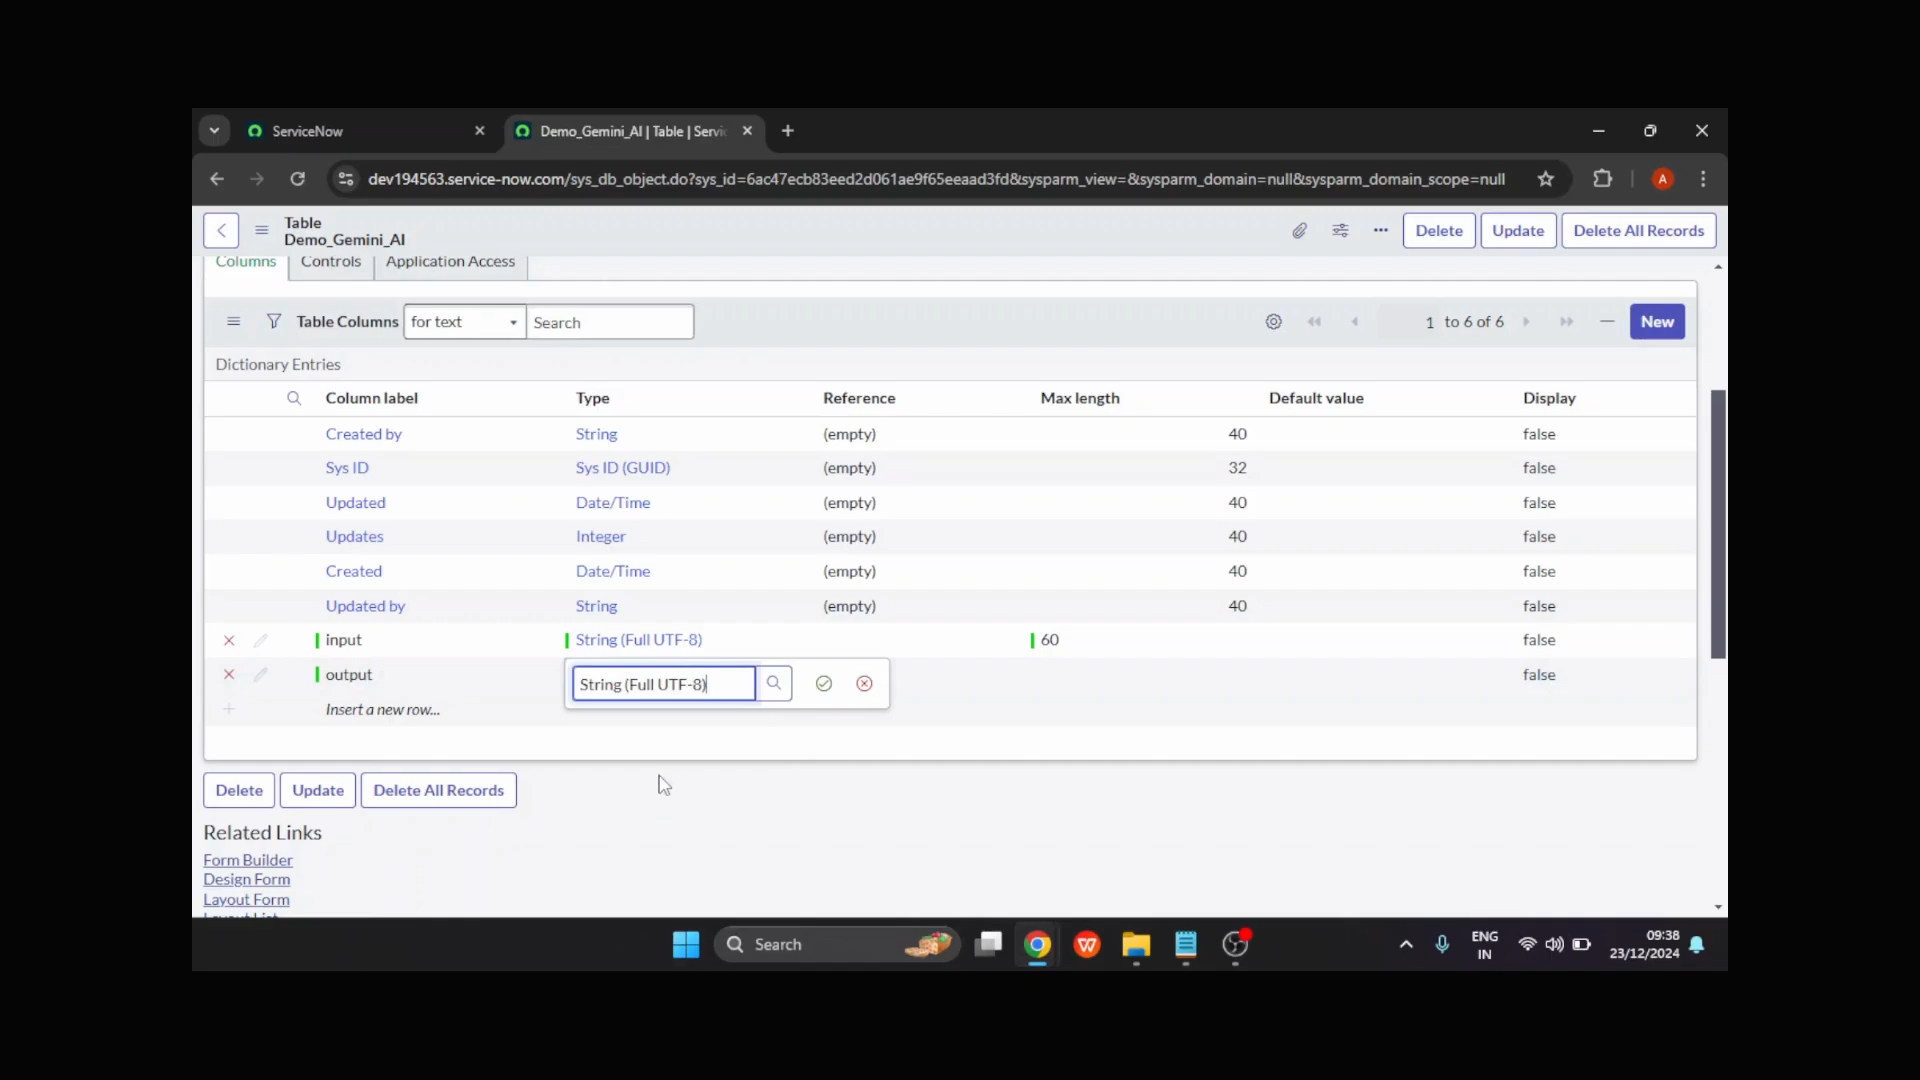 ServiceNow
Demo_Gemini_AI | Table | Servi
dev194563.service-now.com/sys_db_object.do?sys_id=6ac47ecb83eed2d061ae9f65eeaad3fd&sysparm_view=&sysparm_domain=null&sysparm_domain_scope=null
A
Table
Demo_Gemini_AI
Delete
Update
Delete All Records
Columns
Controls
Application Access
Table Columns
for text
Search
1 to 6 of 6
New
Dictionary Entries
Column label Type Reference Max length Default value Display
Created by String (empty) 40 false
Sys ID Sys ID (GUID) (empty) 32 false
Updated Date/Time (empty) 40 false
Updates Integer (empty) 40 false
Created Date/Time (empty) 40 false
Updated by String (empty) 40 false
input String (Full UTF-8) 60 false
output String (Full UTF-8) false
Insert a new row...
Delete
Update
Delete All Records
Related Links
Form Builder
Design Form
Layout Form
Layout List
Search
W
ENG
IN
09:38
23/12/2024